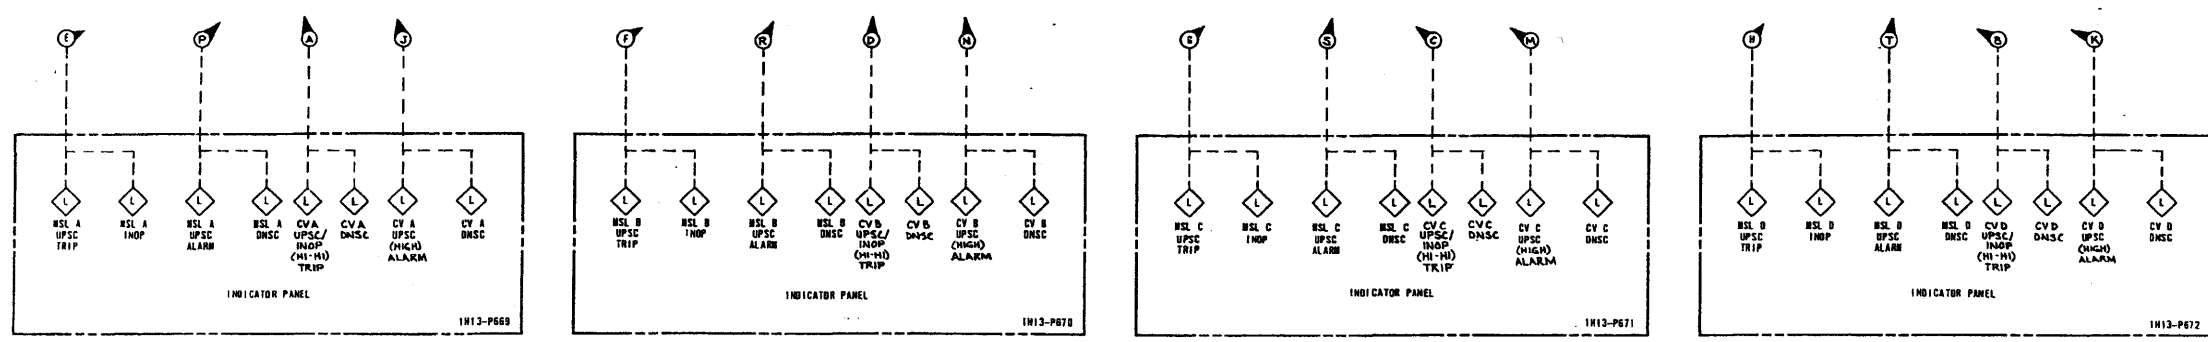 E P A J
L L L L L L L L
MSL A UPSC TRIP
MSL A INOP
MSL A UPSC ALARM
MSL A DNSC
CV A UPSC/ INOP (HI-HI) TRIP
CV A DNSC
CV A UPSC (HIGH) ALARM
CV A DNSC
INDICATOR PANEL
1H13-P669
F R D N
L L L L L L L L
MSL B UPSC TRIP
MSL B INOP
MSL B UPSC ALARM
MSL B DNSC
CV B UPSC/ INOP (HI-HI) TRIP
CV B DNSC
CV B UPSC (HIGH) ALARM
CV B DNSC
INDICATOR PANEL
1H13-P670
S C M
L L L L L L L L
MSL C UPSC TRIP
MSL C INOP
MSL C UPSC ALARM
MSL C DNSC
CV C UPSC/ INOP (HI-HI) TRIP
CV C DNSC
CV C UPSC (HIGH) ALARM
CV C DNSC
INDICATOR PANEL
1H13-P671
H T B K
L L L L L L L L
MSL D UPSC TRIP
MSL D INOP
MSL D UPSC ALARM
MSL D DNSC
CV D UPSC/ INOP (HI-HI) TRIP
CV D DNSC
CV D UPSC (HIGH) ALARM
CV D DNSC
INDICATOR PANEL
1H13-P672